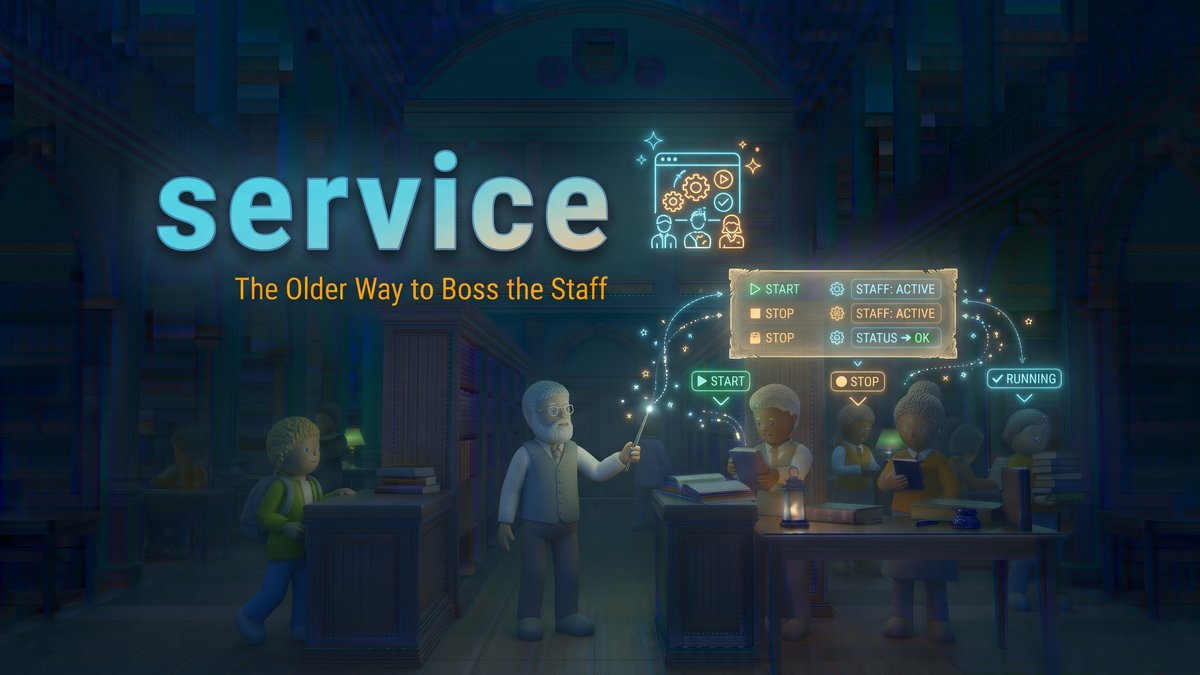 service
The Older Way to Boss the Staff
START STAFF: ACTIVE
STOP STAFF: ACTIVE
STOP STATUS ➔ OK
START
STOP
RUNNING